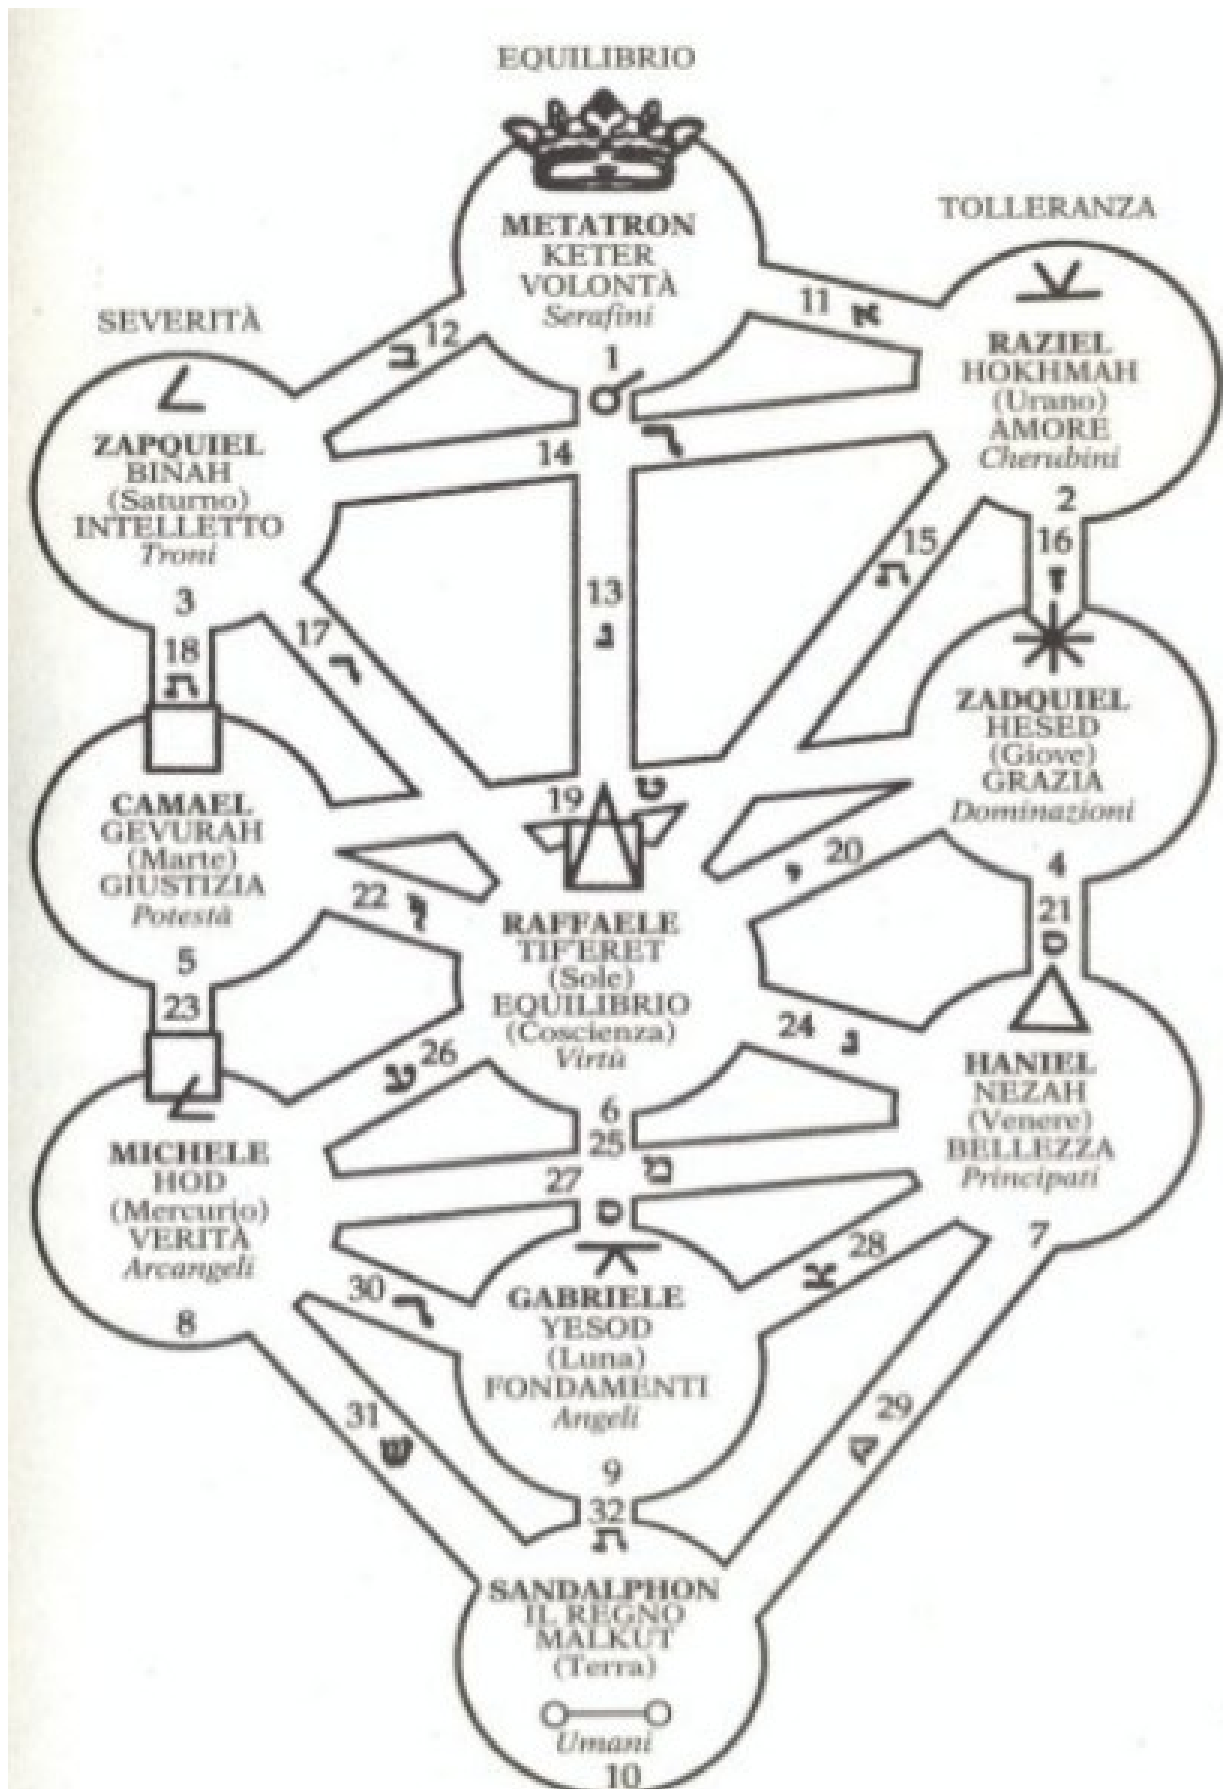 EQUILIBRIO
TOLLERANZA
SEVERITÀ
METATRON
KETER
VOLONTÀ
Serafini
1
11
א
12
ב
RAZIEL
HOKHMAH
(Urano)
AMORE
Cherubini
2
ZAPQUIEL
BINAH
(Saturno)
INTELLETTO
Troni
3
14
13
נ
15
ת
16
ז
17
18
ת
ZADQUIEL
HESED
(Giove)
GRAZIA
Dominazioni
4
CAMAEL
GEVURAH
(Marte)
GIUSTIZIA
Potestà
5
19
ט
20
י
21
ס
22
23
RAFFAELE
TIF'ERET
(Sole)
EQUILIBRIO
(Coscienza)
Virtù
6
24
נ
25
26
ע
27
מ
ס
HANIEL
NEZAH
(Venere)
BELLEZZA
Principati
7
MICHELE
HOD
(Mercurio)
VERITÀ
Arcangeli
8
28
30
GABRIELE
YESOD
(Luna)
FONDAMENTI
Angeli
9
29
31
ש
32
ת
SANDALPHON
IL REGNO
MALKUT
(Terra)
Umani
10